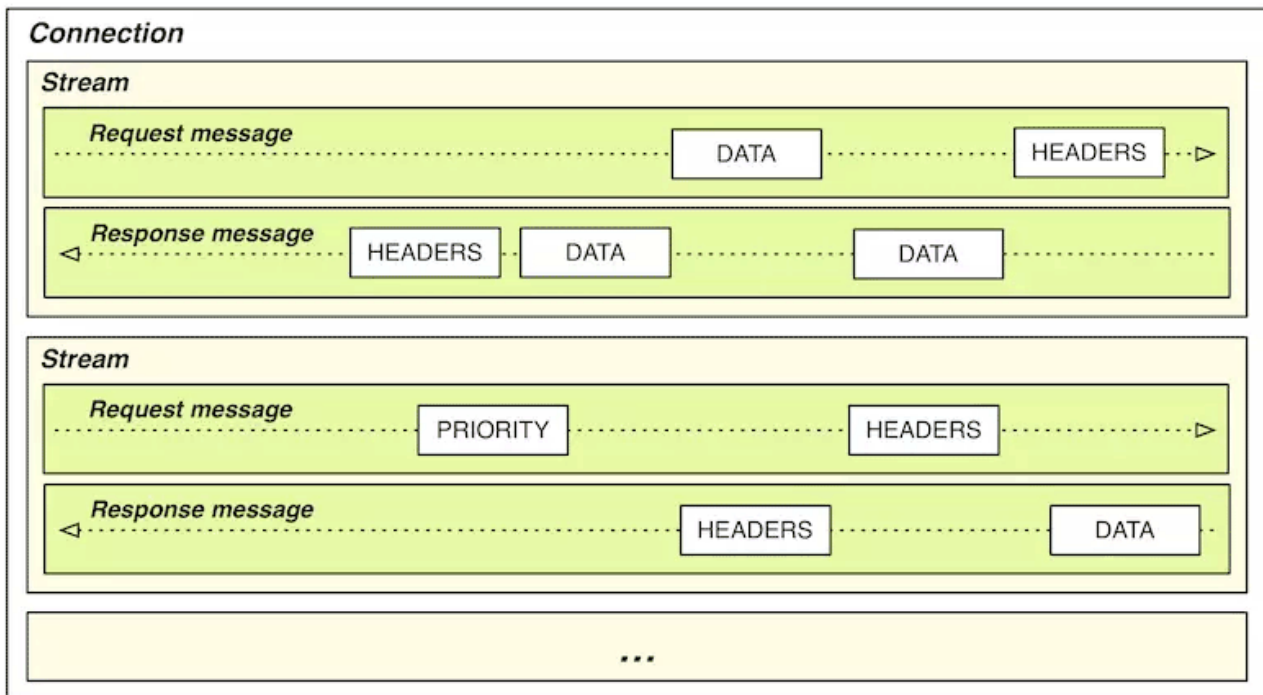 Connection
Stream
Request message
DATA
HEADERS
Response message
HEADERS
DATA
DATA
Stream
Request message
PRIORITY
HEADERS
Response message
HEADERS
DATA
...